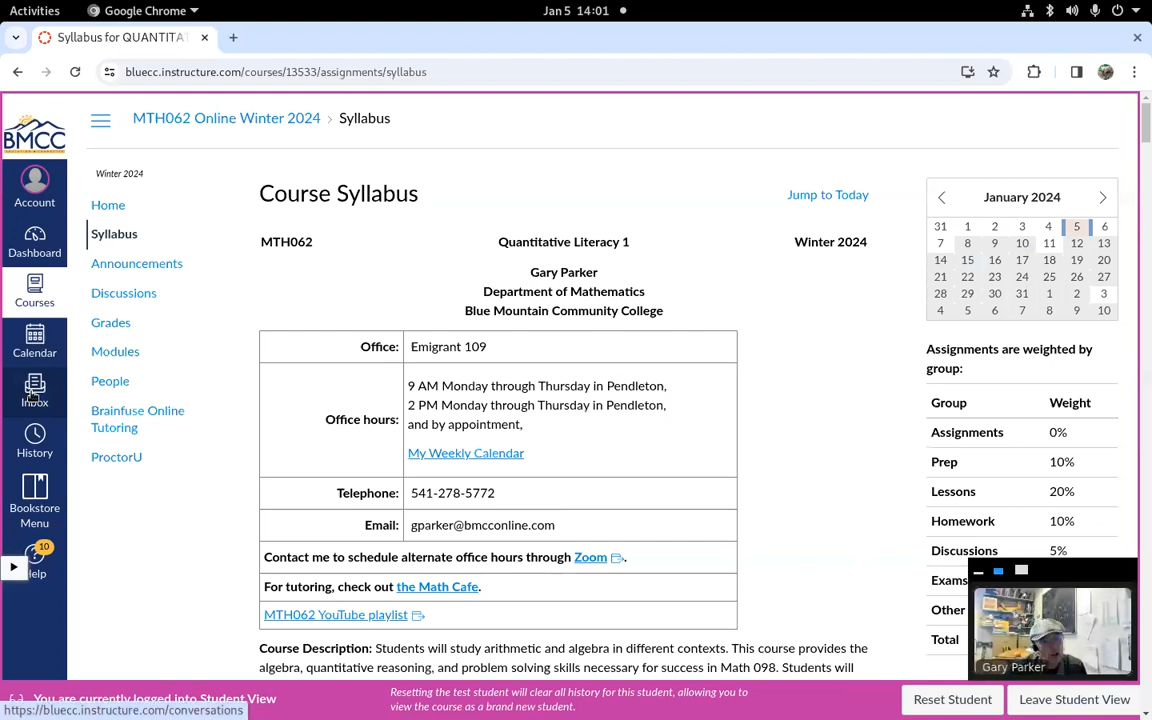 Activities
Google Chrome
Jan 5 14:01
Syllabus for QUANTITAT
bluecc.instructure.com/courses/13533/assignments/syllabus
BMCC
Account
Dashboard
Courses
Calendar
Inbox
History
Bookstore
Menu
10
Help
MTH062 Online Winter 2024 › Syllabus
Winter 2024
Home
Syllabus
Announcements
Discussions
Grades
Modules
People
Brainfuse Online
Tutoring
ProctorU
Course Syllabus
Jump to Today
MTH062 Quantitative Literacy 1 Winter 2024
Gary Parker
Department of Mathematics
Blue Mountain Community College
Office: Emigrant 109
Office hours:
9 AM Monday through Thursday in Pendleton,
2 PM Monday through Thursday in Pendleton,
and by appointment,
My Weekly Calendar
Telephone: 541-278-5772
Email: gparker@bmcconline.com
Contact me to schedule alternate office hours through Zoom.
For tutoring, check out the Math Cafe.
MTH062 YouTube playlist
Course Description: Students will study arithmetic and algebra in different contexts. This course provides the
algebra, quantitative reasoning, and problem solving skills necessary for success in Math 098. Students will
January 2024
31 1 2 3 4 5 6
7 8 9 10 11 12 13
14 15 16 17 18 19 20
21 22 23 24 25 26 27
28 29 30 31 1 2 3
4 5 6 7 8 9 10
Assignments are weighted by
group:
Group Weight
Assignments 0%
Prep 10%
Lessons 20%
Homework 10%
Discussions 5%
Exams
Other
Total
Gary Parker
You are currently logged into Student View
Resetting the test student will clear all history for this student, allowing you to
view the course as a brand new student.
Reset Student
Leave Student View
https://bluecc.instructure.com/conversations